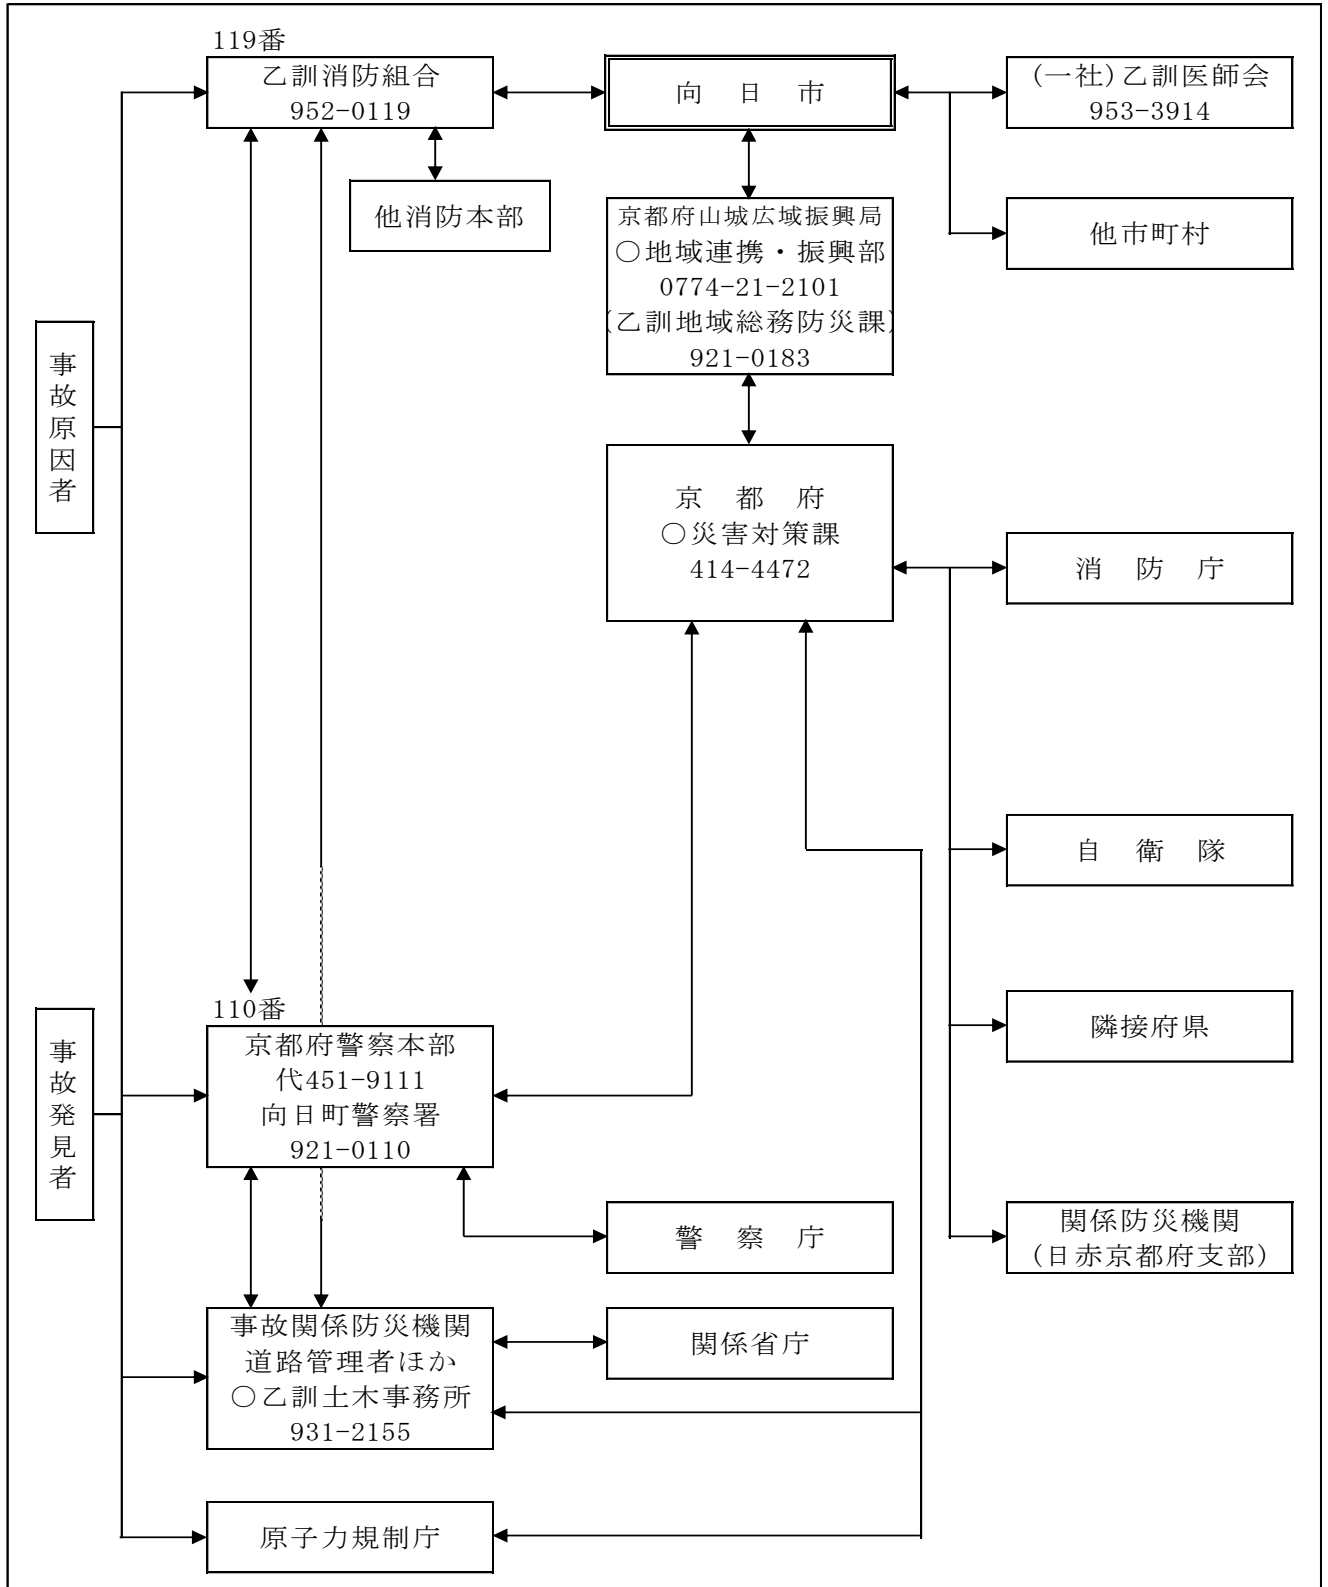 119番
乙訓消防組合
952-0119
向　日　市
(一社)乙訓医師会
953-3914
他消防本部
京都府山城広域振興局
○地域連携・振興部
0774-21-2101
(乙訓地域総務防災課)
921-0183
他市町村
事故原因者
京　都　府
○災害対策課
414-4472
消　防　庁
自　衛　隊
隣接府県
関係防災機関
(日赤京都府支部)
事故発見者
110番
京都府警察本部
代451-9111
向日町警察署
921-0110
警　察　庁
事故関係防災機関
道路管理者ほか
○乙訓土木事務所
931-2155
関係省庁
原子力規制庁